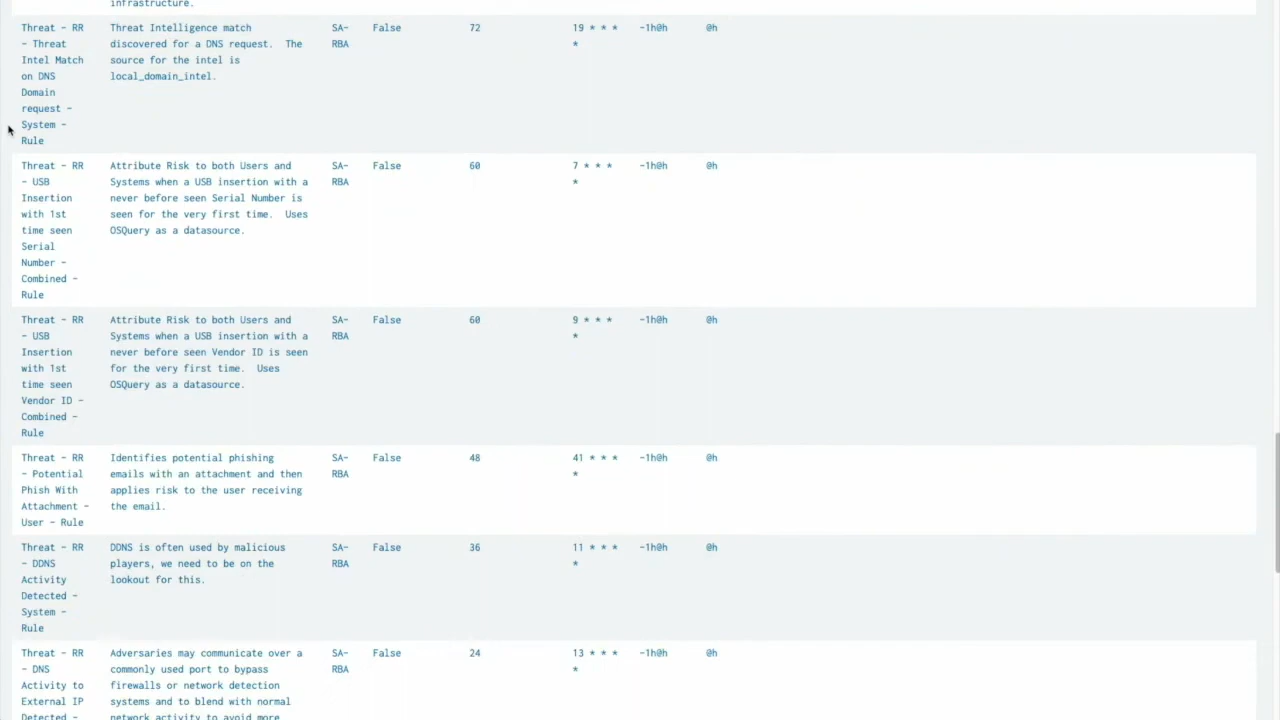 infrastructure.
Threat - RR Threat Intelligence match SA- False 72 19 * * * -1h@h @h
- Threat discovered for a DNS request. The RBA *
Intel Match source for the intel is
on DNS local_domain_intel.
Domain
request -
System -
Rule
Threat - RR Attribute Risk to both Users and SA- False 60 7 * * * -1h@h @h
- USB Systems when a USB insertion with a RBA *
Insertion never before seen Serial Number is
with 1st seen for the very first time. Uses
time seen OSQuery as a datasource.
Serial
Number -
Combined -
Rule
Threat - RR Attribute Risk to both Users and SA- False 60 9 * * * -1h@h @h
- USB Systems when a USB insertion with a RBA *
Insertion never before seen Vendor ID is seen
with 1st for the very first time. Uses
time seen OSQuery as a datasource.
Vendor ID -
Combined -
Rule
Threat - RR Identifies potential phishing SA- False 48 41 * * * -1h@h @h
- Potential emails with an attachment and then RBA *
Phish With applies risk to the user receiving
Attachment - the email.
User - Rule
Threat - RR DDNS is often used by malicious SA- False 36 11 * * * -1h@h @h
- DDNS players, we need to be on the RBA *
Activity lookout for this.
Detected -
System -
Rule
Threat - RR Adversaries may communicate over a SA- False 24 13 * * * -1h@h @h
- DNS commonly used port to bypass RBA *
Activity to firewalls or network detection
External IP systems and to blend with normal
Detected - network activity to avoid more